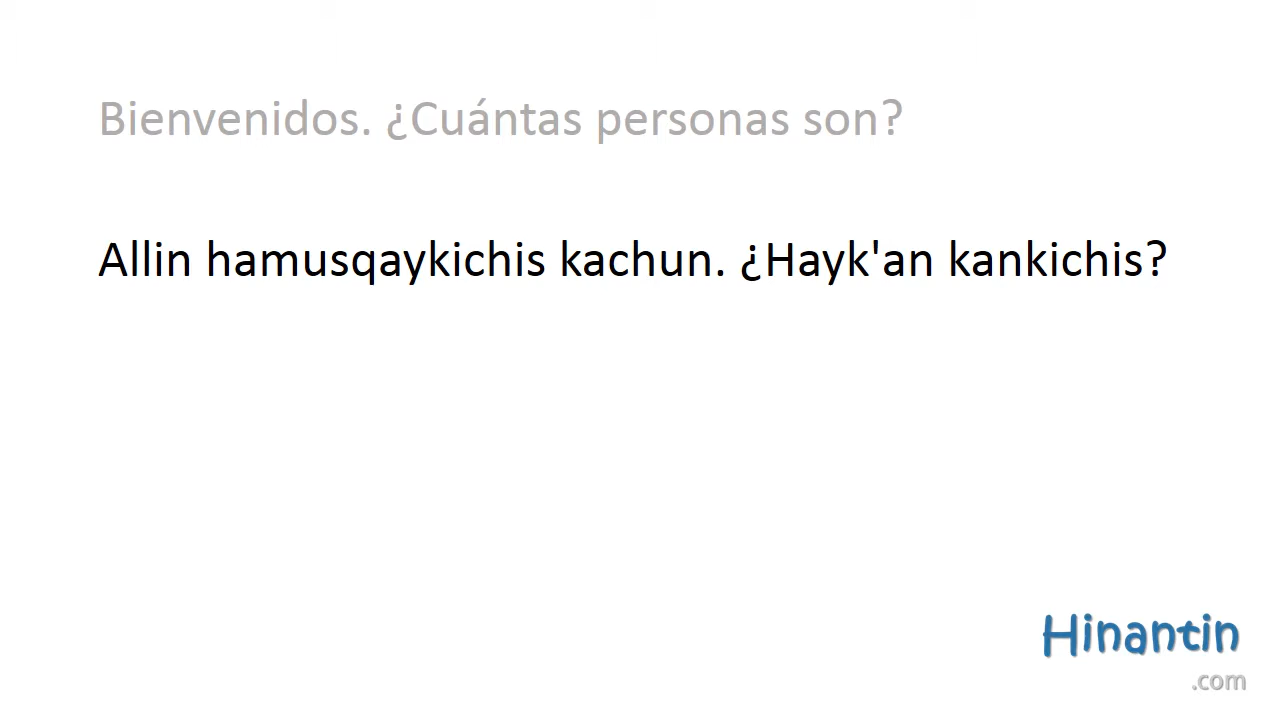 Bienvenidos. ¿Cuántas personas son?
Allin hamusqaykichis kachun. ¿Hayk'an kankichis?
Hinantin
.com